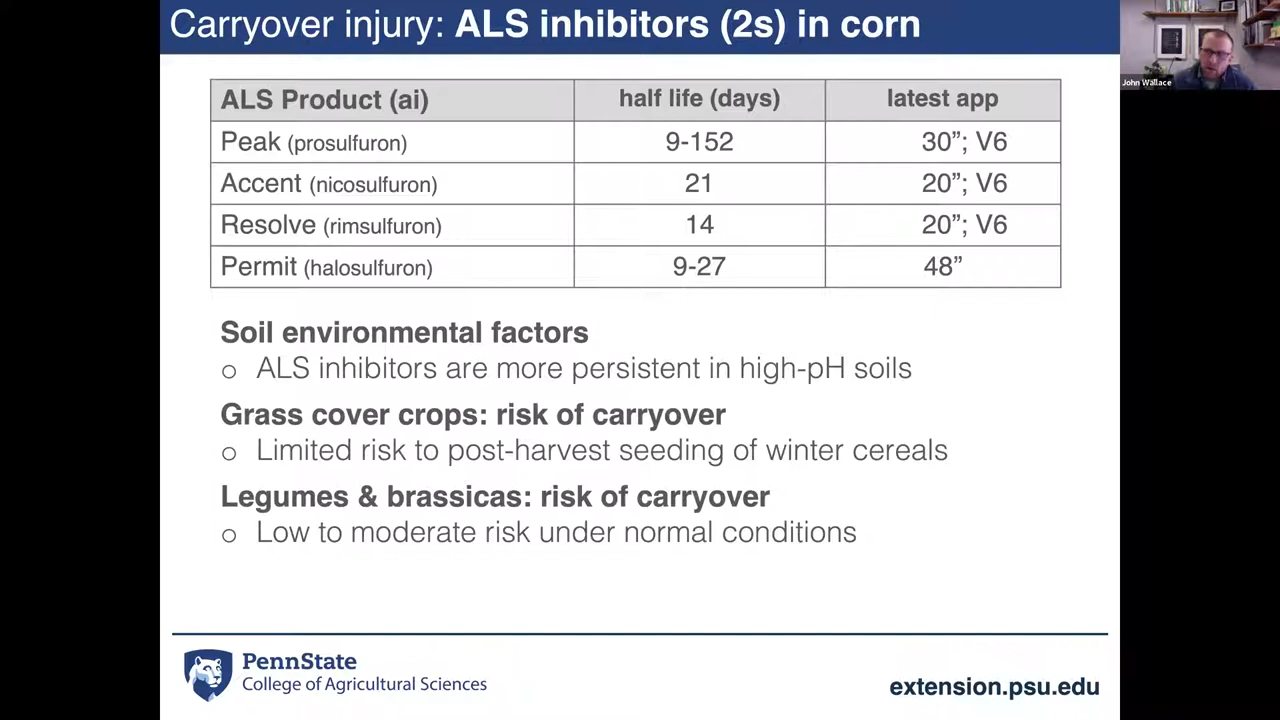 Carryover injury: ALS inhibitors (2s) in corn
John Wallace
ALS Product (ai) half life (days) latest app
Peak (prosulfuron) 9-152 30”; V6
Accent (nicosulfuron) 21 20”; V6
Resolve (rimsulfuron) 14 20”; V6
Permit (halosulfuron) 9-27 48”
Soil environmental factors
o ALS inhibitors are more persistent in high-pH soils
Grass cover crops: risk of carryover
o Limited risk to post-harvest seeding of winter cereals
Legumes & brassicas: risk of carryover
o Low to moderate risk under normal conditions
PennState
College of Agricultural Sciences
extension.psu.edu